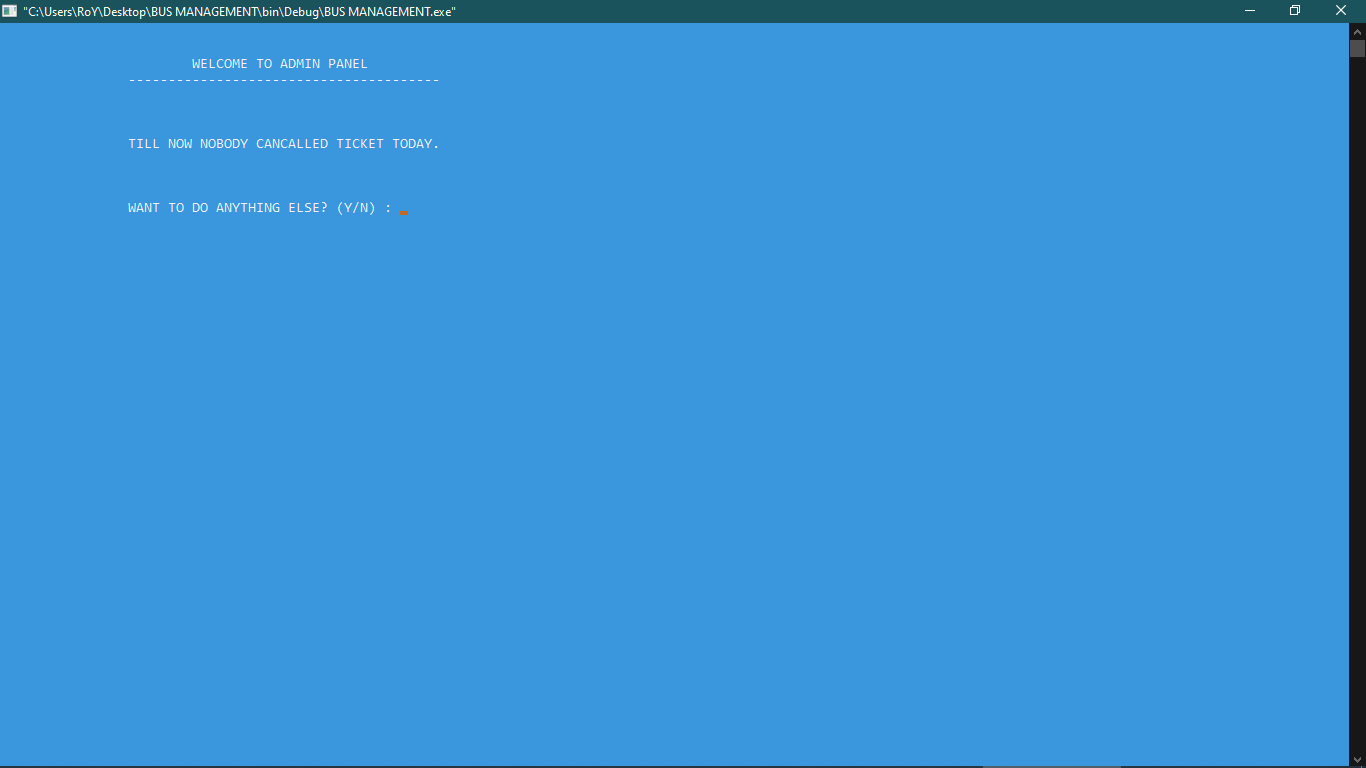 "C:\Users\RoY\Desktop\BUS MANAGEMENT\bin\Debug\BUS MANAGEMENT.exe"
WELCOME TO ADMIN PANEL
---------------------------------------
TILL NOW NOBODY CANCALLED TICKET TODAY.
WANT TO DO ANYTHING ELSE? (Y/N) :